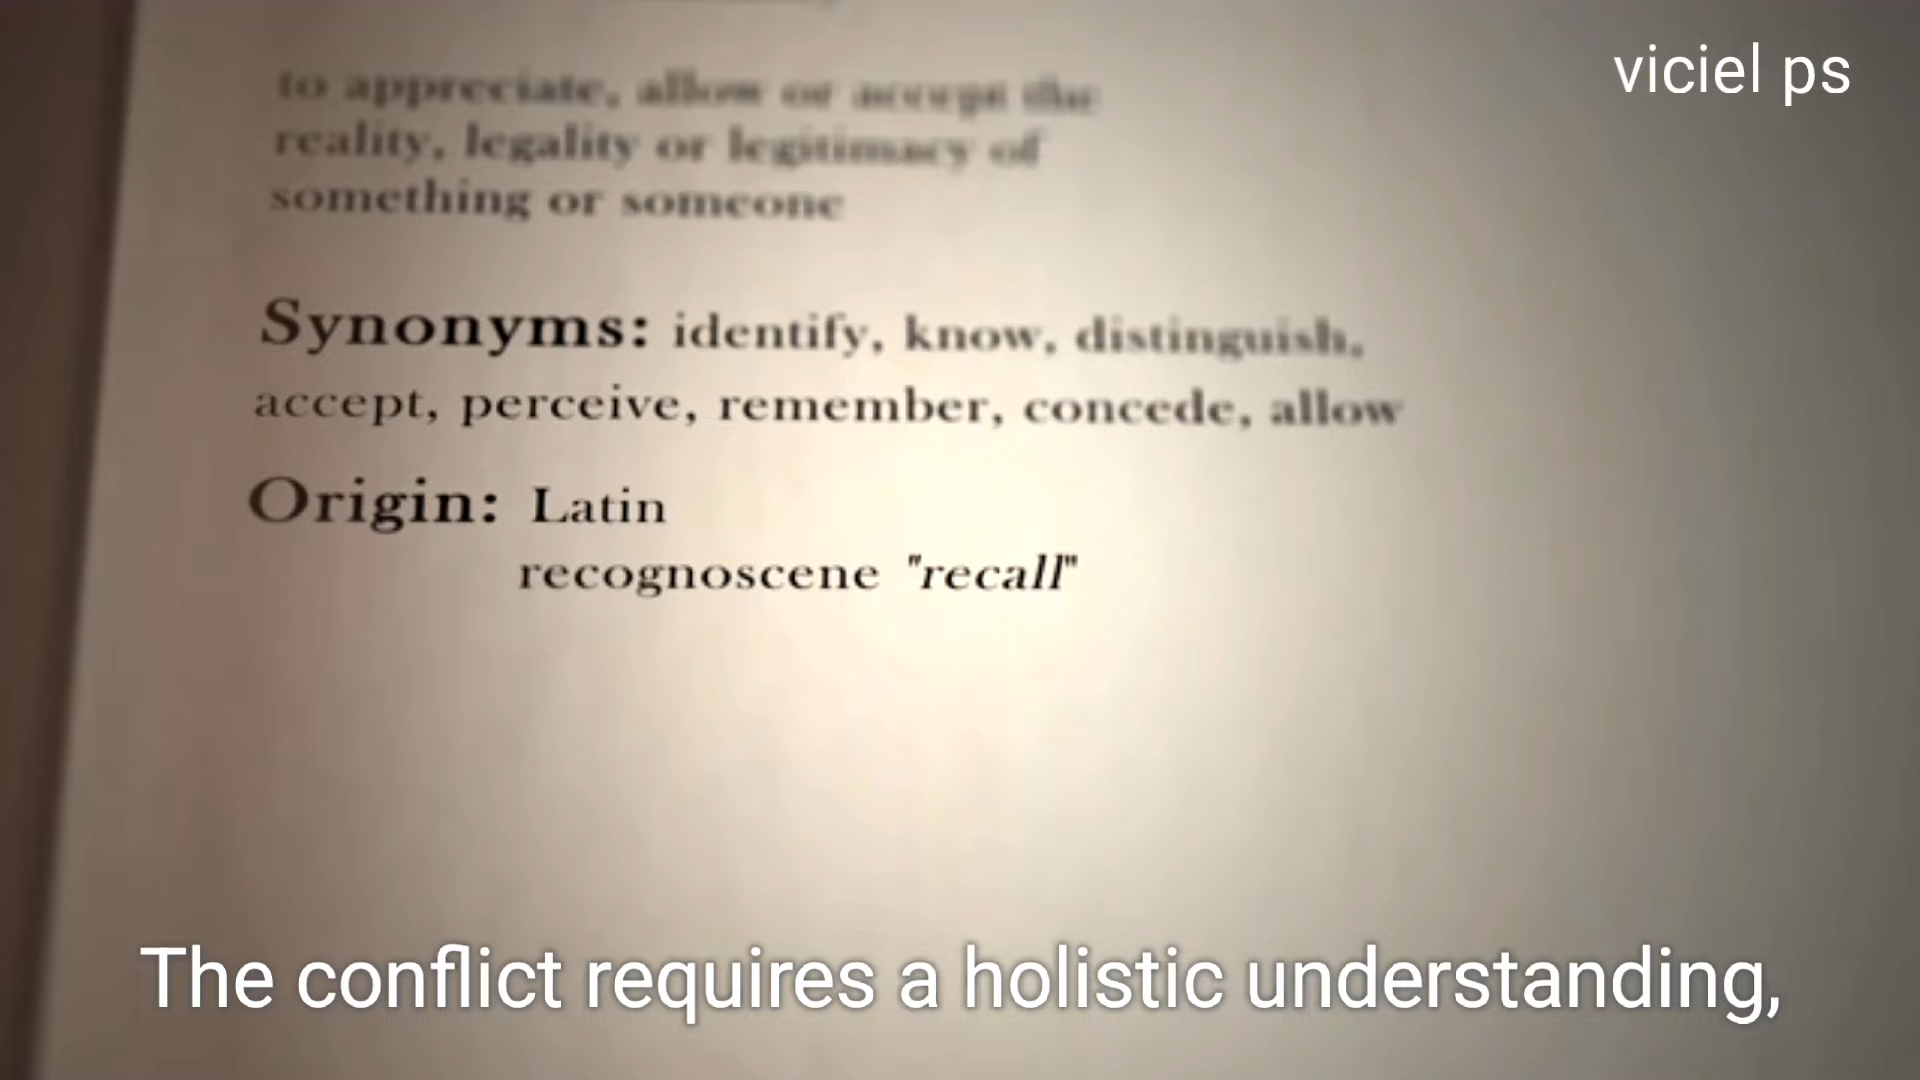 viciel ps
to appreciate, allow or accept the
reality, legality or legitimacy of
something or someone
Synonyms: identify, know, distinguish,
accept, perceive, remember, concede, allow
Origin: Latin
recognoscene "recall"
The conflict requires a holistic understanding,